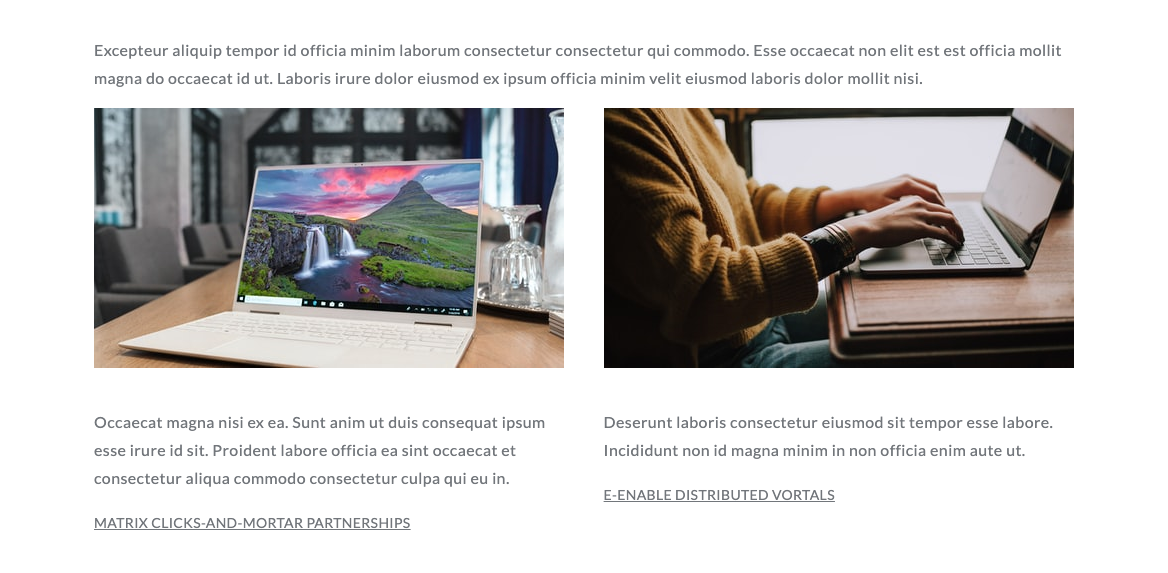 Excepteur aliquip tempor id officia minim laborum consectetur consectetur qui commodo. Esse occaecat non elit est est officia mollit
magna do occaecat id ut. Laboris irure dolor eiusmod ex ipsum officia minim velit eiusmod laboris dolor mollit nisi.
Occaecat magna nisi ex ea. Sunt anim ut duis consequat ipsum
esse irure id sit. Proident labore officia ea sint occaecat et
consectetur aliqua commodo consectetur culpa qui eu in.
MATRIX CLICKS-AND-MORTAR PARTNERSHIPS
Deserunt laboris consectetur eiusmod sit tempor esse labore.
Incididunt non id magna minim in non officia enim aute ut.
E-ENABLE DISTRIBUTED VORTALS